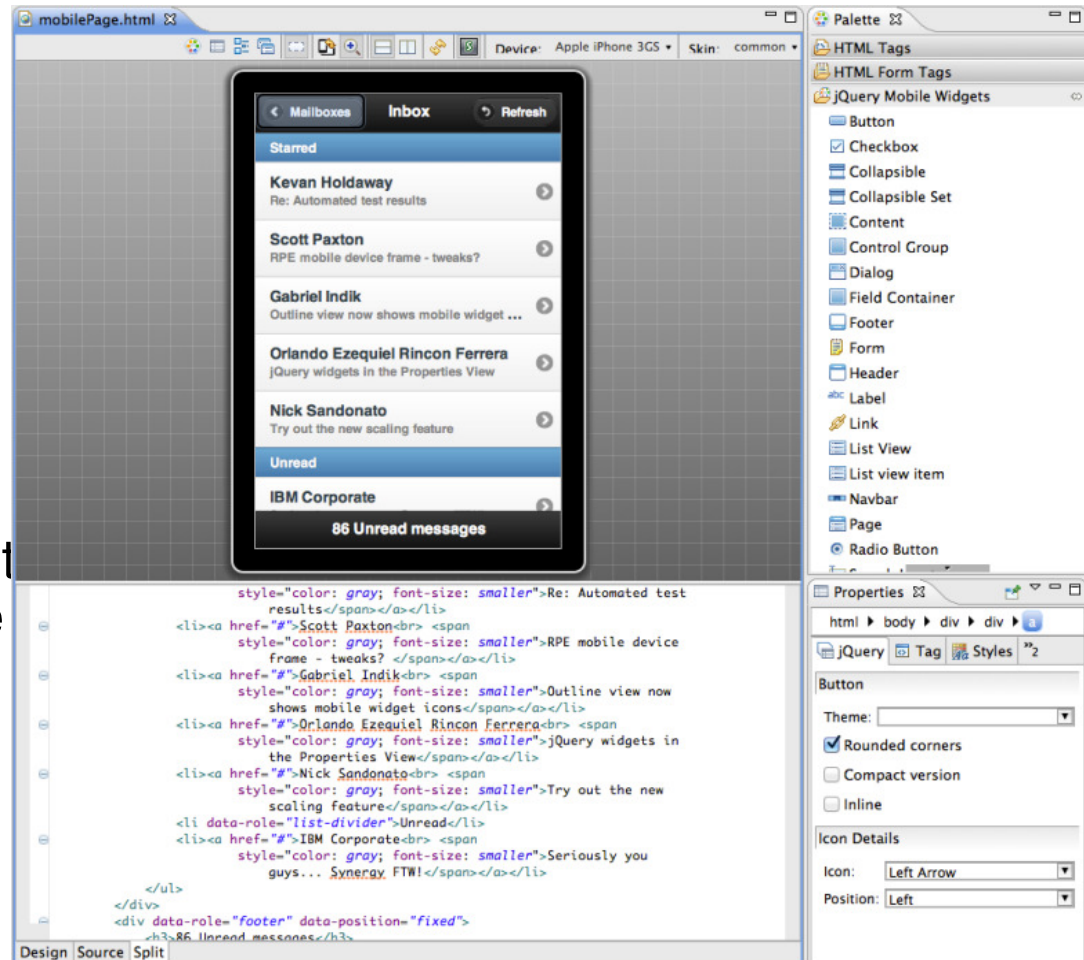 mobilePage.html
Device: Apple iPhone 3GS Skin: common
Mailboxes Inbox Refresh
Starred
Kevan Holdaway
Re: Automated test results
Scott Paxton
RPE mobile device frame - tweaks?
Gabriel Indik
Outline view now shows mobile widget ...
Orlando Ezequiel Rincon Ferrera
jQuery widgets in the Properties View
Nick Sandonato
Try out the new scaling feature
Unread
IBM Corporate
86 Unread messages
t
e
style="color: gray; font-size: smaller">Re: Automated test
results</span></a></li>
<li><a href="#">Scott Paxton<br> <span
style="color: gray; font-size: smaller">RPE mobile device
frame - tweaks? </span></a></li>
<li><a href="#">Gabriel Indik<br> <span
style="color: gray; font-size: smaller">Outline view now
shows mobile widget icons</span></a></li>
<li><a href="#">Orlando Ezequiel Rincon Ferrera<br> <span
style="color: gray; font-size: smaller">jQuery widgets in
the Properties View</span></a></li>
<li><a href="#">Nick Sandonato<br> <span
style="color: gray; font-size: smaller">Try out the new
scaling feature</span></a></li>
<li data-role="list-divider">Unread</li>
<li><a href="#">IBM Corporate<br> <span
style="color: gray; font-size: smaller">Seriously you
guys... Synergy FTW!</span></a></li>
</ul>
</div>
<div data-role="footer" data-position="fixed">
<h3>86 Unread messages</h3>
Design Source Split
Palette
HTML Tags
HTML Form Tags
jQuery Mobile Widgets
Button
Checkbox
Collapsible
Collapsible Set
Content
Control Group
Dialog
Field Container
Footer
Form
Header
abc Label
Link
List View
List view item
Navbar
Page
Radio Button
Properties
html body div div a
jQuery Tag Styles »2
Button
Theme:
Rounded corners
Compact version
Inline
Icon Details
Icon: Left Arrow
Position: Left